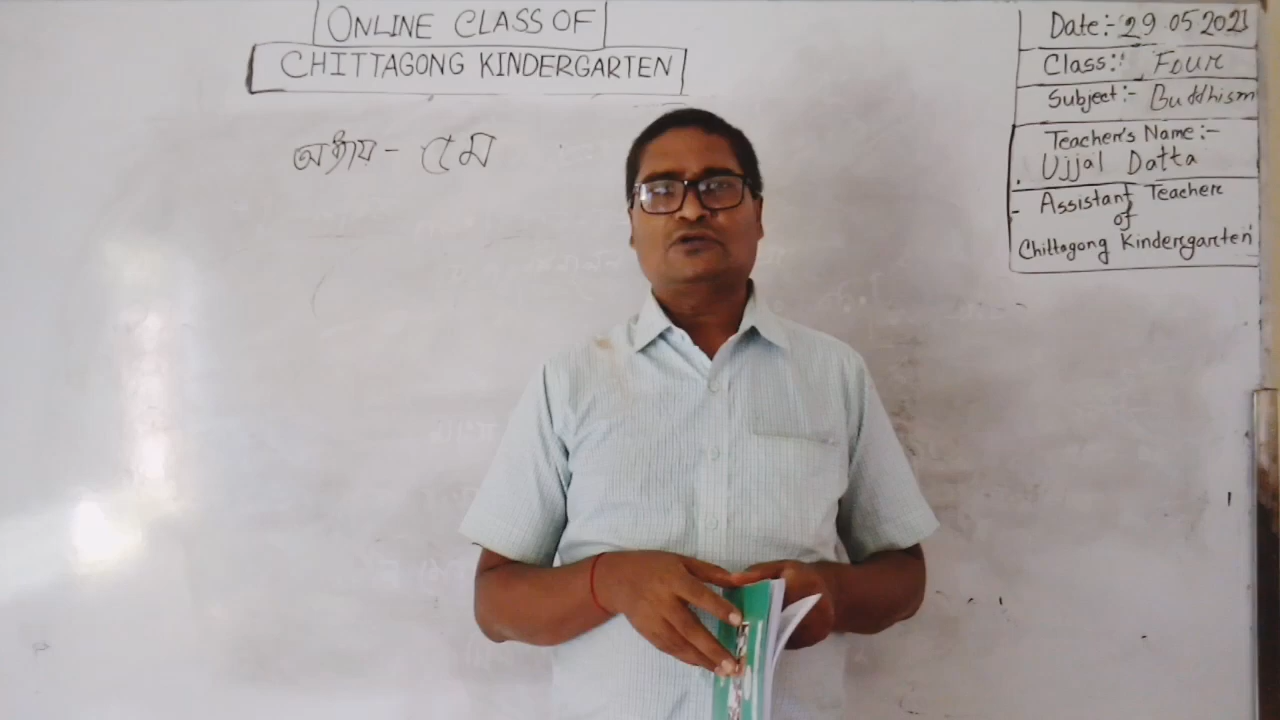 ONLINE CLASS OF
CHITTAGONG KINDERGARTEN
অধ্যায় - ৫ম
Date:- 29.05.2021
Class:- Four
Subject:- Buddhism
Teacher's Name:-
Ujjal Datta
Assistant Teacher
of
Chittagong Kindergarten